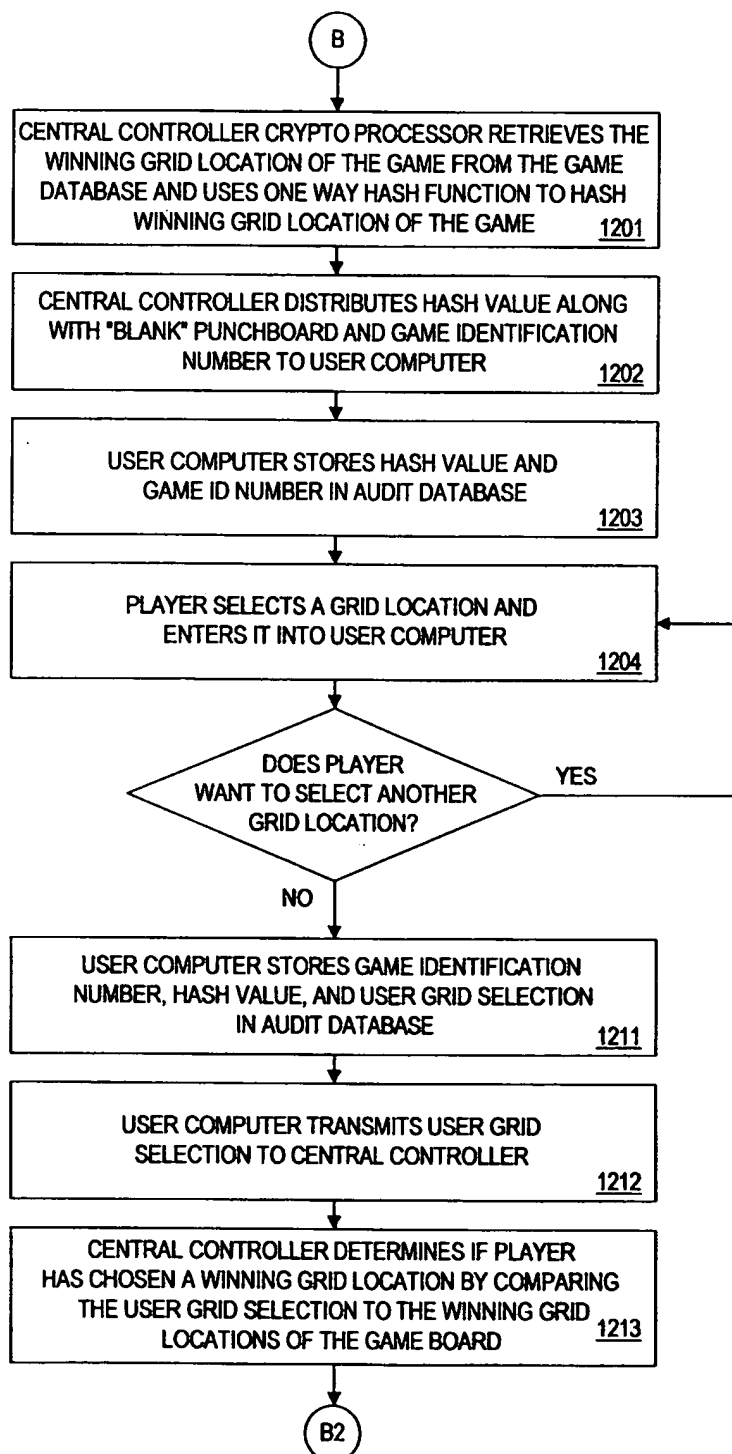 B
CENTRAL CONTROLLER CRYPTO PROCESSOR RETRIEVES THE
WINNING GRID LOCATION OF THE GAME FROM THE GAME
DATABASE AND USES ONE WAY HASH FUNCTION TO HASH
WINNING GRID LOCATION OF THE GAME
1201
CENTRAL CONTROLLER DISTRIBUTES HASH VALUE ALONG
WITH "BLANK" PUNCHBOARD AND GAME IDENTIFICATION
NUMBER TO USER COMPUTER
1202
USER COMPUTER STORES HASH VALUE AND
GAME ID NUMBER IN AUDIT DATABASE
1203
PLAYER SELECTS A GRID LOCATION AND
ENTERS IT INTO USER COMPUTER
1204
DOES PLAYER
WANT TO SELECT ANOTHER
GRID LOCATION?
YES
NO
USER COMPUTER STORES GAME IDENTIFICATION
NUMBER, HASH VALUE, AND USER GRID SELECTION
IN AUDIT DATABASE
1211
USER COMPUTER TRANSMITS USER GRID
SELECTION TO CENTRAL CONTROLLER
1212
CENTRAL CONTROLLER DETERMINES IF PLAYER
HAS CHOSEN A WINNING GRID LOCATION BY COMPARING
THE USER GRID SELECTION TO THE WINNING GRID
LOCATIONS OF THE GAME BOARD
1213
B2